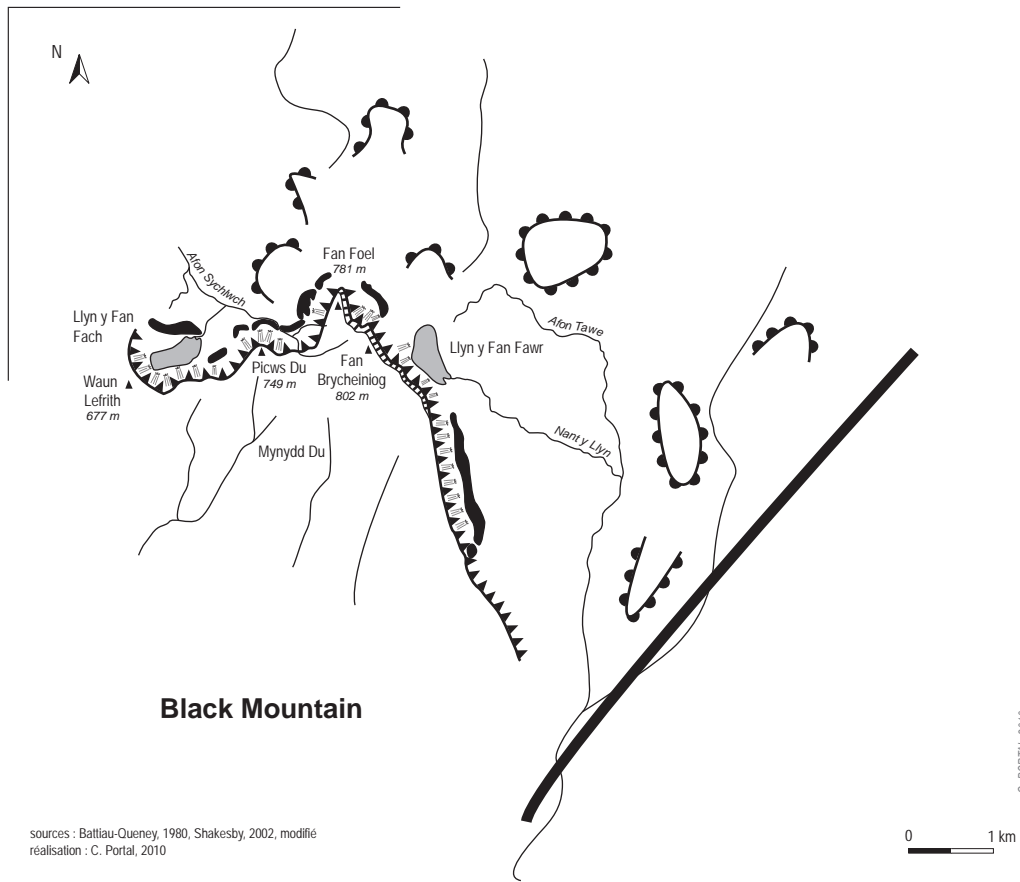 N
Fan Foel
781 m
Afon Sychlwch
Llyn y Fan
Fach
Afon Tawe
Llyn y Fan Fawr
Waun
Lefrith
677 m
Picws Du
749 m
Fan
Brycheiniog
802 m
Mynydd Du
Nant y Llyn
Black Mountain
sources : Battiau-Queney, 1980, Shakesby, 2002, modifié
réalisation : C. Portal, 2010
0 1 km